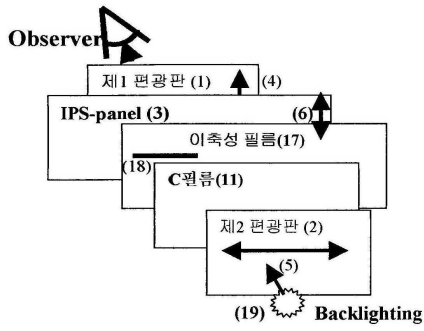 Observer
제1 편광판 (1) (4)
IPS-panel (3) (6)
이축성 필름(17)
(18)
C필름(11)
제2 편광판 (2)
(5)
(19) Backlighting